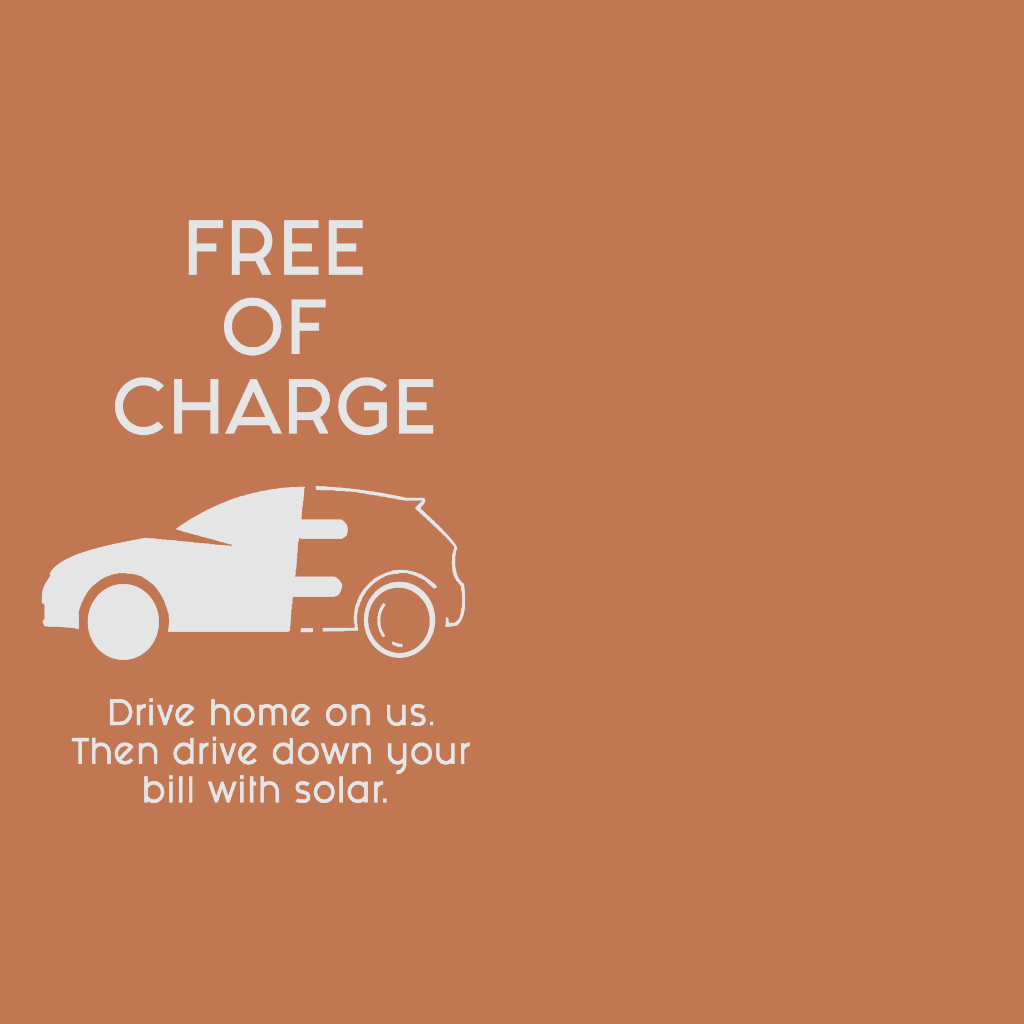 FREE
OF
CHARGE
Drive home on us.
Then drive down your
bill with solar.